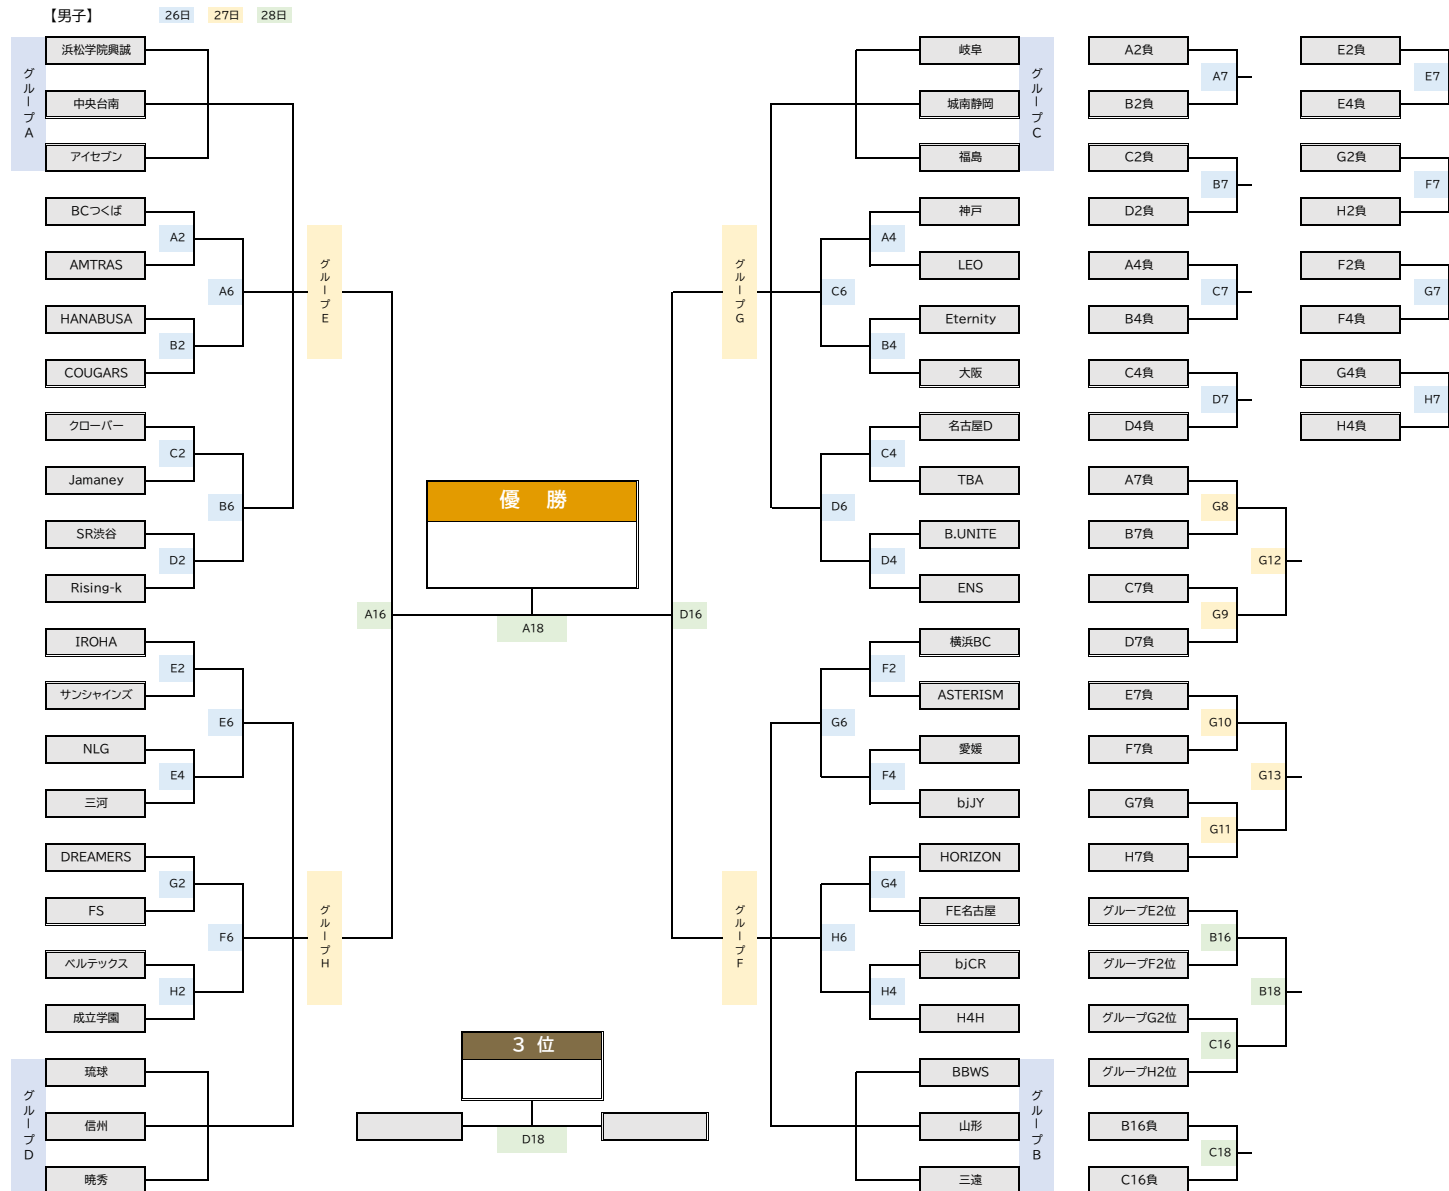 【男子】 26日 27日 28日
グループA
浜松学院興誠
中央台南
アイセブン
BCつくば
AMTRAS
A2
HANABUSA
COUGARS
B2
A6
クローバー
Jamaney
C2
SR渋谷
Rising-k
D2
B6
グループE
IROHA
サンシャインズ
E2
NLG
三河
E4
E6
DREAMERS
FS
G2
ベルテックス
成立学園
H2
F6
グループH
グループD
琉球
信州
暁秀
A16
優 勝
A18
D16
3 位
D18
グループG
グループF
グループC
岐阜
城南静岡
福島
神戸
LEO
A4
Eternity
大阪
B4
C6
名古屋D
TBA
C4
B.UNITE
ENS
D4
D6
横浜BC
ASTERISM
F2
愛媛
bjJY
F4
G6
HORIZON
FE名古屋
G4
bjCR
H4H
H4
H6
BBWS
山形
三遠
グループB
A2負
B2負
A7
C2負
D2負
B7
A4負
B4負
C7
C4負
D4負
D7
A7負
B7負
G8
C7負
D7負
G9
G12
E7負
F7負
G10
G7負
H7負
G11
G13
グループE2位
グループF2位
B16
グループG2位
グループH2位
C16
B18
B16負
C16負
C18
E2負
E4負
E7
G2負
H2負
F7
F2負
F4負
G7
G4負
H4負
H7